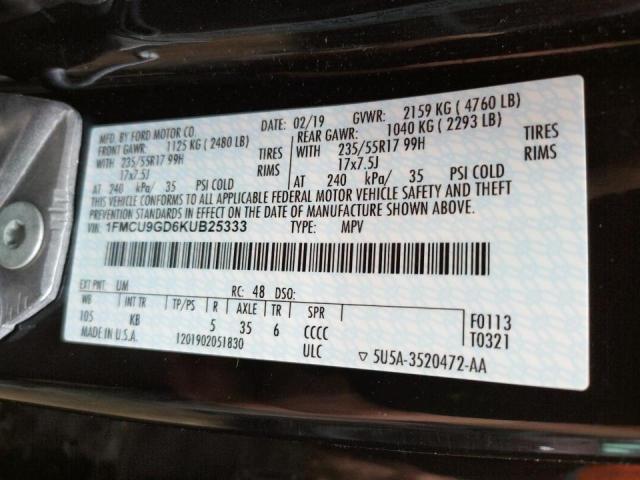 MFD. BY FORD MOTOR CO. DATE: 02/19 GVWR: 2159 KG ( 4760 LB)
FRONT GAWR: 1125 KG ( 2480 LB) REAR GAWR: 1040 KG ( 2293 LB)
WITH 235/55R17 99H TIRES WITH 235/55R17 99H TIRES
17x7.5J RIMS 17x7.5J RIMS
AT 240 kPa/ 35 PSI COLD AT 240 kPa/ 35 PSI COLD
THIS VEHICLE CONFORMS TO ALL APPLICABLE FEDERAL MOTOR VEHICLE SAFETY AND THEFT
PREVENTION STANDARDS IN EFFECT ON THE DATE OF MANUFACTURE SHOWN ABOVE.
VIN: 1FMCU9GD6KUB25333 TYPE: MPV
EXT PNT: UM RC: 48 DSO:
WB INT TR TP/PS R AXLE TR SPR
105 KB 5 35 6 CCCC F0113
MADE IN U.S.A. 1201902051830 ULC T0321
▽ 5U5A-3520472-AA